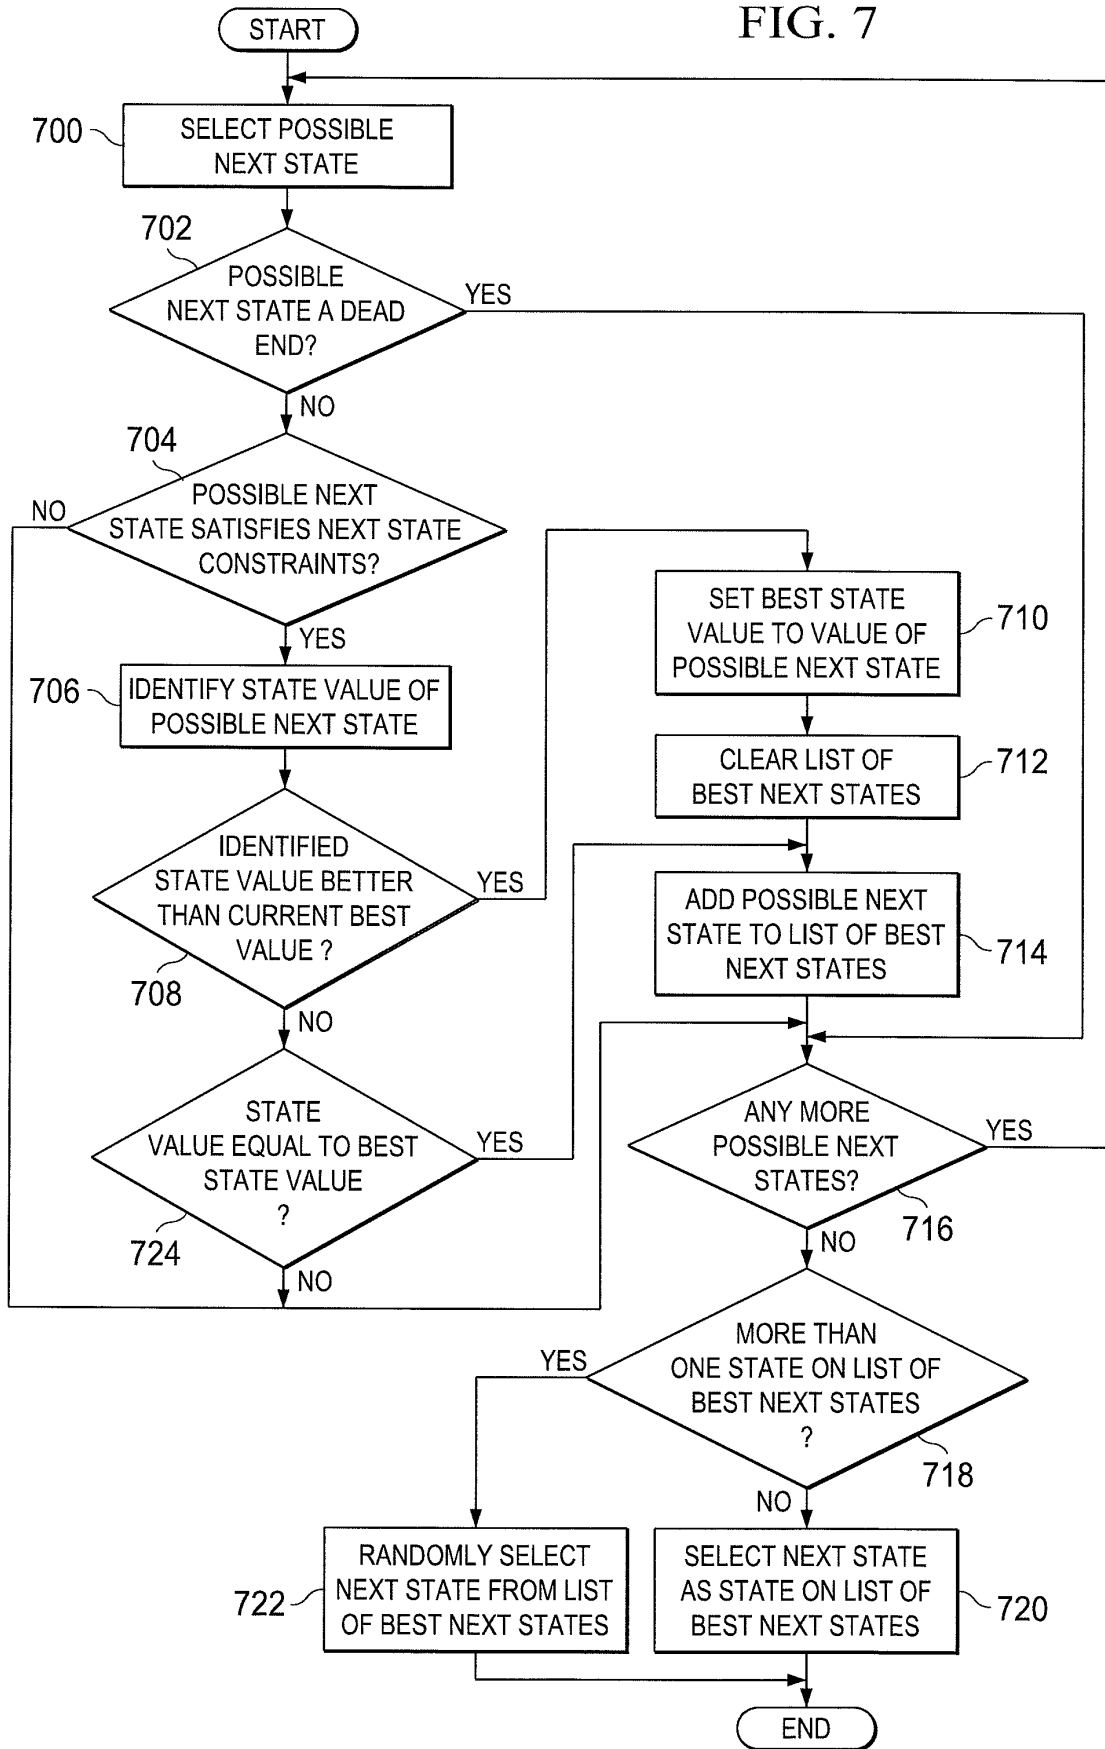 FIG. 7
START
700
SELECT POSSIBLE
NEXT STATE
702
POSSIBLE
NEXT STATE A DEAD
END?
YES
NO
704
POSSIBLE NEXT
STATE SATISFIES NEXT STATE
CONSTRAINTS?
NO
YES
706
IDENTIFY STATE VALUE OF
POSSIBLE NEXT STATE
IDENTIFIED
STATE VALUE BETTER
THAN CURRENT BEST
VALUE ?
708
YES
NO
STATE
VALUE EQUAL TO BEST
STATE VALUE
?
724
YES
NO
SET BEST STATE
VALUE TO VALUE OF
POSSIBLE NEXT STATE
710
CLEAR LIST OF
BEST NEXT STATES
712
ADD POSSIBLE NEXT
STATE TO LIST OF BEST
NEXT STATES
714
ANY MORE
POSSIBLE NEXT
STATES?
716
YES
NO
MORE THAN
ONE STATE ON LIST OF
BEST NEXT STATES
?
718
YES
NO
722
RANDOMLY SELECT
NEXT STATE FROM LIST
OF BEST NEXT STATES
SELECT NEXT STATE
AS STATE ON LIST OF
BEST NEXT STATES
720
END